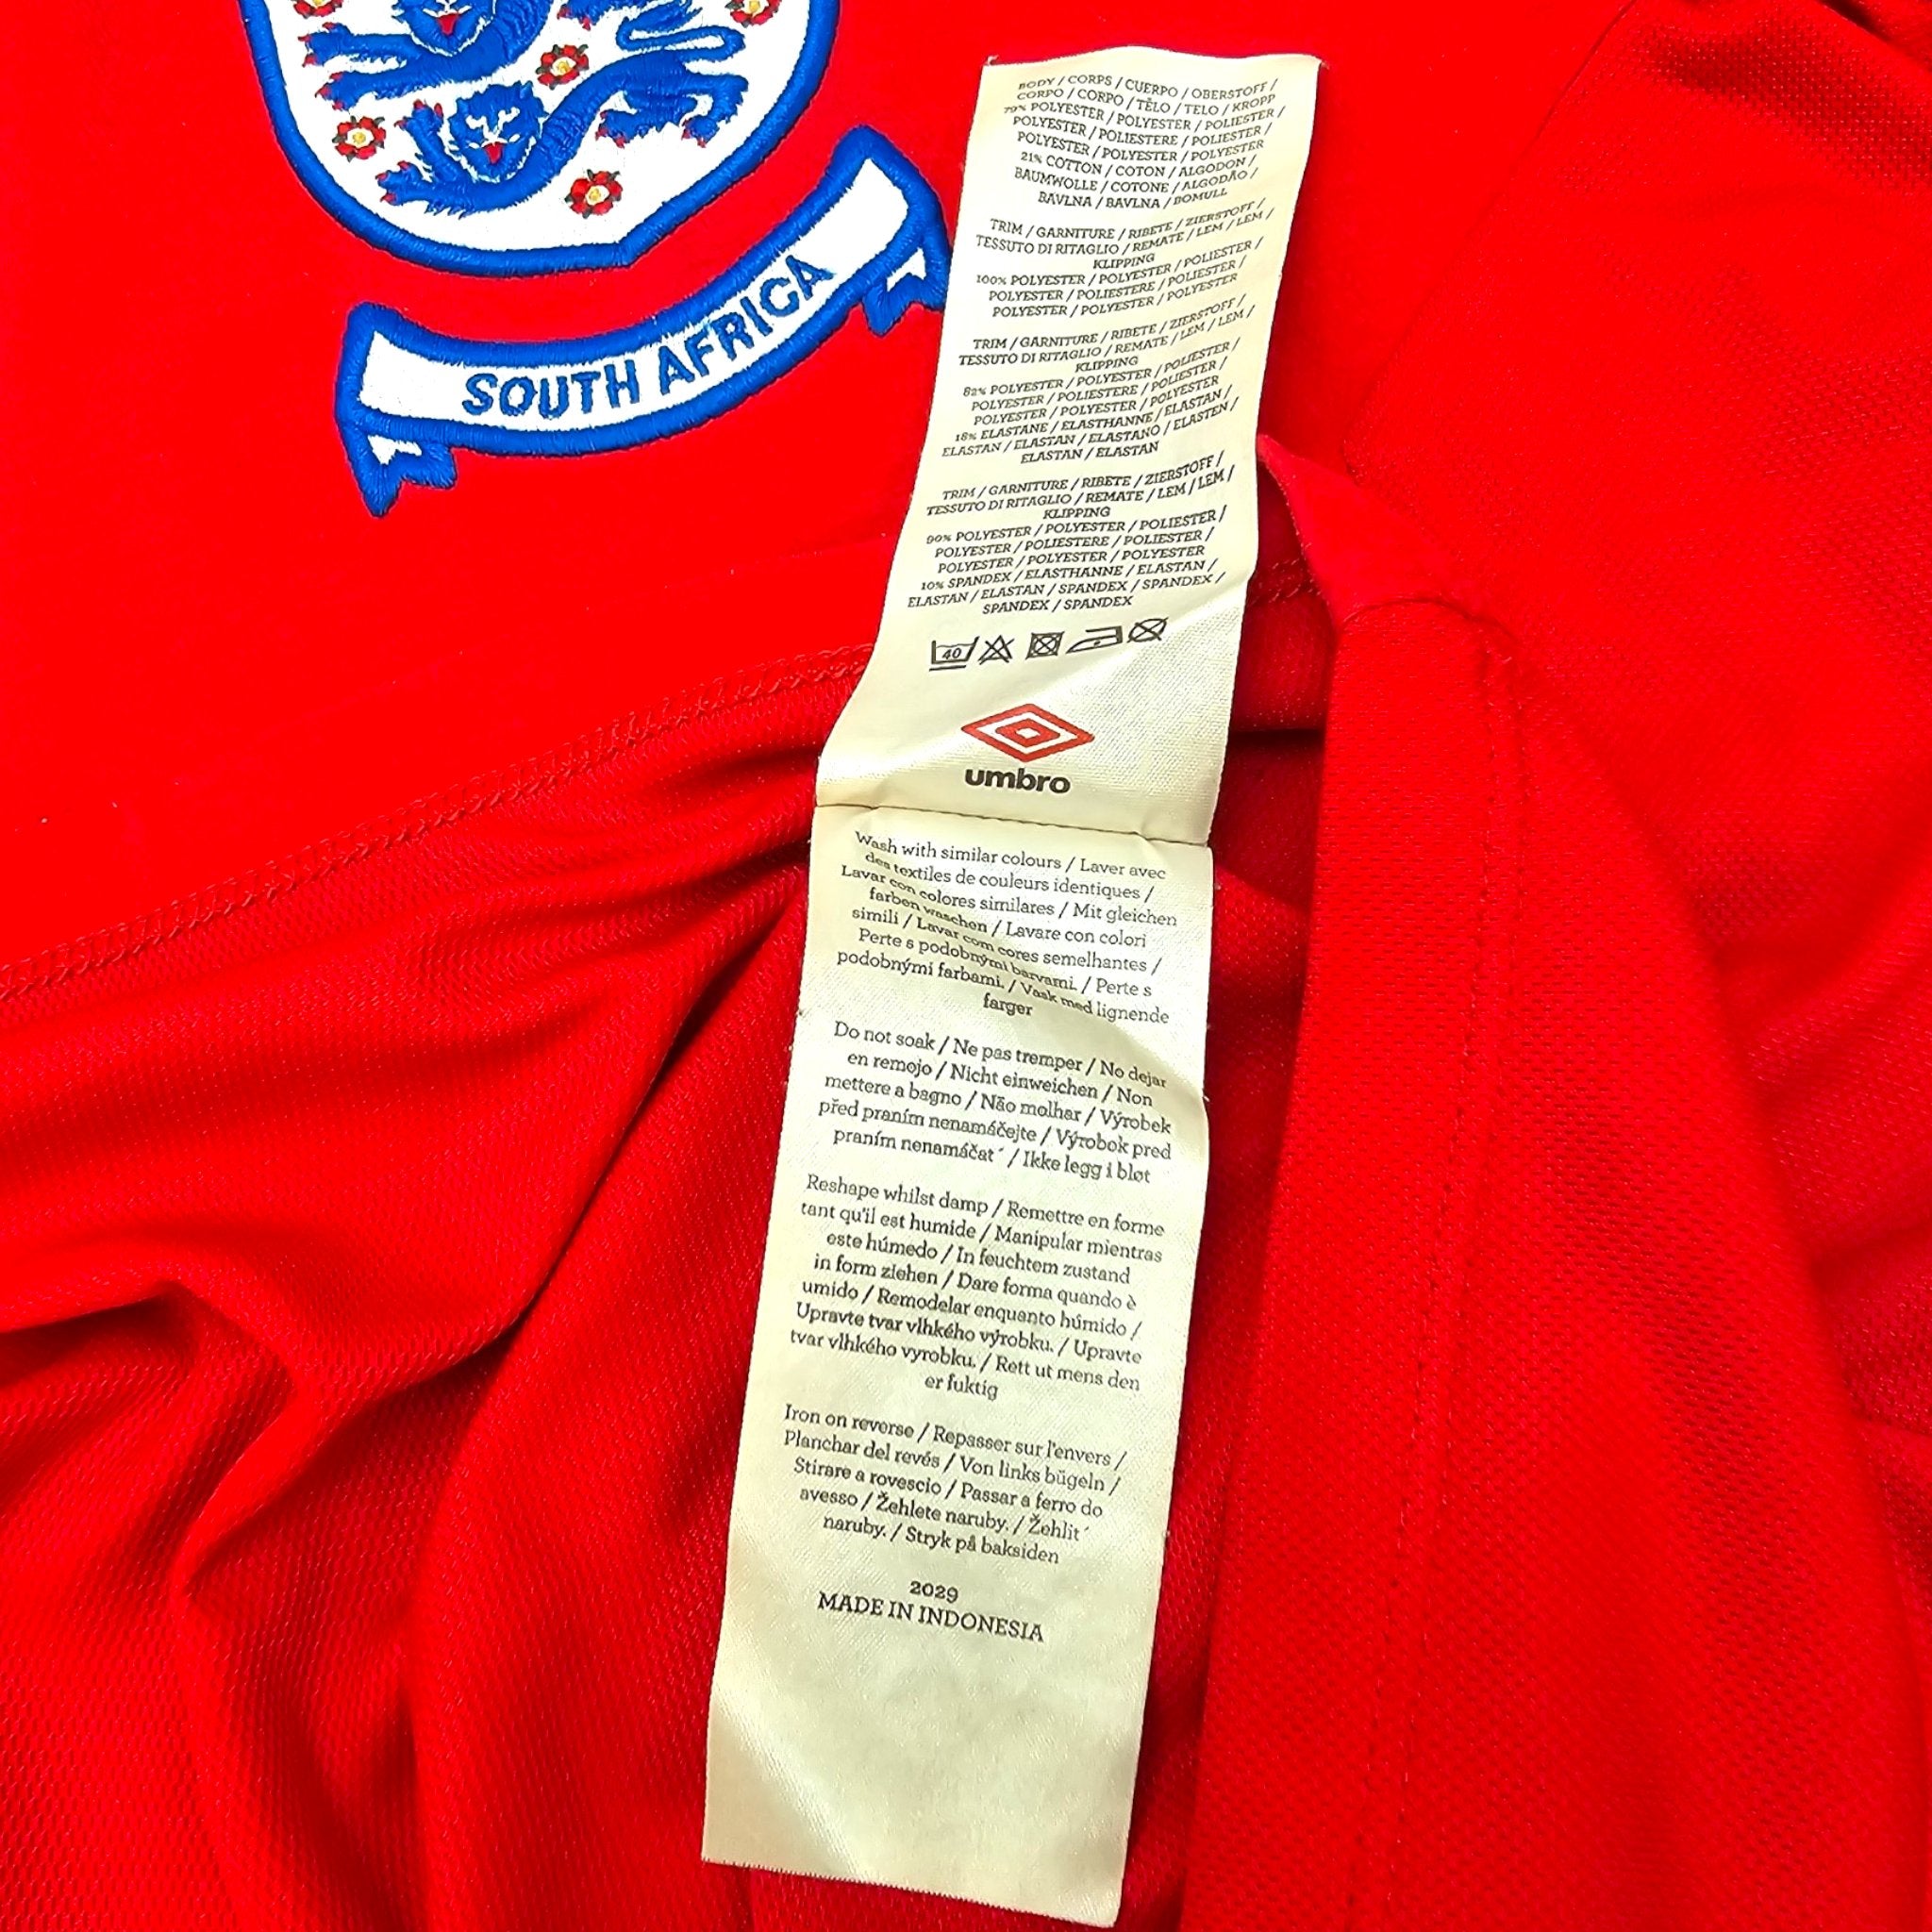 SOUTH AFRICA
BODY / CORPS / CUERPO / OBERSTOFF /
CORPO / CORPO / TĚLO / TELO / KROPP
79% POLYESTER / POLYESTER / POLIESTER /
POLYESTER / POLIESTERE / POLIESTER /
POLYESTER / POLYESTER / POLYESTER
21% COTTON / COTON / ALGODON /
BAUMWOLLE / COTONE / ALGODÃO /
BAVLNA / BAVLNA / BOMULL
TRIM / GARNITURE / RIBETE / ZIERSTOFF /
TESSUTO DI RITAGLIO / REMATE / LEM / LEM /
KLIPPING
100% POLYESTER / POLYESTER / POLIESTER /
POLYESTER / POLIESTERE / POLIESTER /
POLYESTER / POLYESTER / POLYESTER
TRIM / GARNITURE / RIBETE / ZIERSTOFF /
TESSUTO DI RITAGLIO / REMATE / LEM / LEM /
KLIPPING
82% POLYESTER / POLYESTER / POLIESTER /
POLYESTER / POLIESTERE / POLIESTER /
POLYESTER / POLYESTER / POLYESTER
18% ELASTANE / ELASTHANNE / ELASTAN /
ELASTAN / ELASTAN / ELASTANO / ELASTEN /
ELASTAN / ELASTAN
TRIM / GARNITURE / RIBETE / ZIERSTOFF /
TESSUTO DI RITAGLIO / REMATE / LEM / LEM /
KLIPPING
90% POLYESTER / POLYESTER / POLIESTER /
POLYESTER / POLIESTERE / POLIESTER /
POLYESTER / POLYESTER / POLYESTER
10% SPANDEX / ELASTHANNE / ELASTAN /
ELASTAN / ELASTAN / SPANDEX / SPANDEX /
SPANDEX / SPANDEX
40
umbro
Wash with similar colours / Laver avec
des textiles de couleurs identiques /
Lavar con colores similares / Mit gleichen
farben waschen / Lavare con colori
simili / Lavar com cores semelhantes /
Perte s podobnými barvami. / Perte s
podobnými farbami. / Vask med lignende
farger
Do not soak / Ne pas tremper / No dejar
en remojo / Nicht einweichen / Non
mettere a bagno / Não molhar / Výrobek
před praním nenamáčejte / Výrobok pred
praním nenamáčat´ / Ikke legg i bløt
Reshape whilst damp / Remettre en forme
tant qu'il est humide / Manipular mientras
este húmedo / In feuchtem zustand
in form ziehen / Dare forma quando è
umido / Remodelar enquanto húmido /
Upravte tvar vlhkého výrobku. / Upravte
tvar vlhkého vyrobku. / Rett ut mens den
er fuktig
Iron on reverse / Repasser sur l'envers /
Planchar del revés / Von links bügeln /
Stirare a rovescio / Passar a ferro do
avesso / Žehlete naruby. / Žehlit´
naruby. / Stryk på baksiden
2029
MADE IN INDONESIA